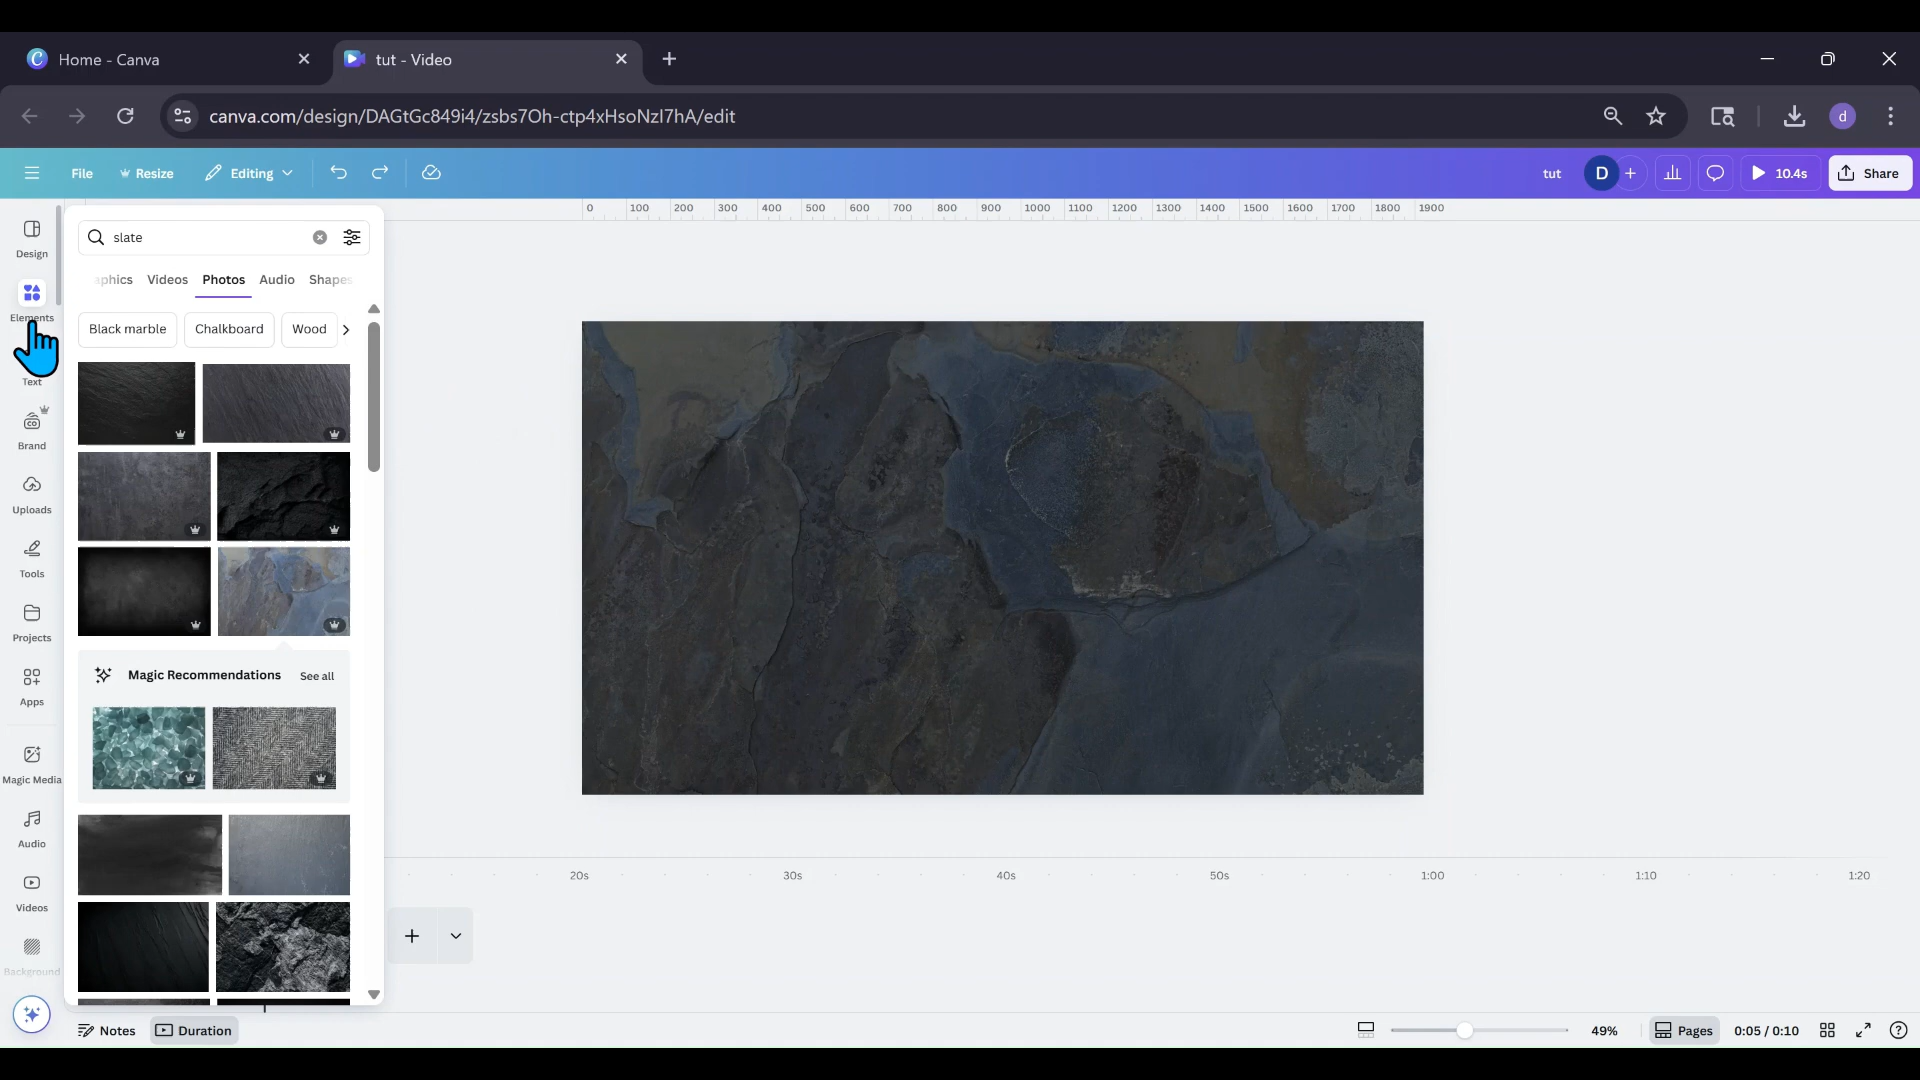 Home - Canva
tut - Video
canva.com/design/DAGtGc849i4/zsbs7Oh-ctp4xHsoNzI7hA/edit
d
File
Resize
Editing
tut
D
10.4s
Share
0 100 200 300 400 500 600 700 800 900 1000 1100 1200 1300 1400 1500 1600 1700 1800 1900
Design
Elements
Text
Brand
Uploads
Tools
Projects
Apps
Magic Media
Audio
Videos
Background
slate
aphics Videos Photos Audio Shapes
Black marble Chalkboard Wood
Magic Recommendations See all
20s 30s 40s 50s 1:00 1:10 1:20
Notes Duration
49% Pages 0:05 / 0:10